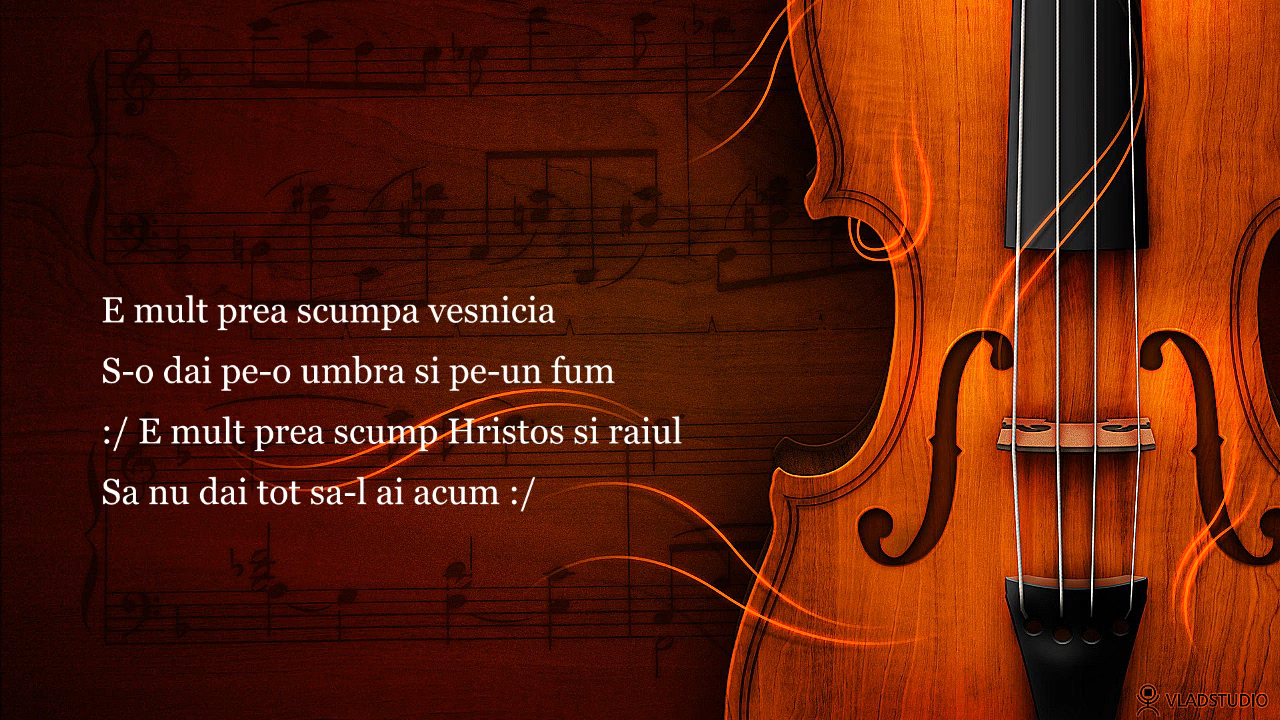 E mult prea scumpa vesnicia
S-o dai pe-o umbra si pe-un fum
:/ E mult prea scump Hristos si raiul
Sa nu dai tot sa-l ai acum :/
VLADSTUDIO